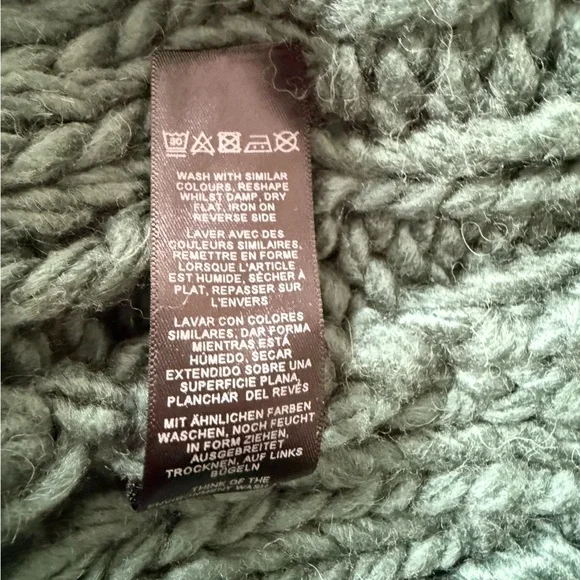 30
WASH WITH SIMILAR
COLOURS, RESHAPE
WHILST DAMP, DRY
FLAT, IRON ON
REVERSE SIDE
LAVER AVEC DES
COULEURS SIMILAIRES,
REMETTRE EN FORME
LORSQUE L'ARTICLE
EST HUMIDE, SÉCHER À
PLAT, REPASSER SUR
L'ENVERS
LAVAR CON COLORES
SIMILARES, DAR FORMA
MIENTRAS ESTÁ
HÚMEDO, SECAR
EXTENDIDO SOBRE UNA
SUPERFICIE PLANA,
PLANCHAR DEL REVÉS
MIT ÄHNLICHEN FARBEN
WASCHEN, NOCH FEUCHT
IN FORM ZIEHEN,
AUSGEBREITET
TROCKNEN, AUF LINKS
BÜGELN
THINK OF THE
ENVIRONMENT WASH